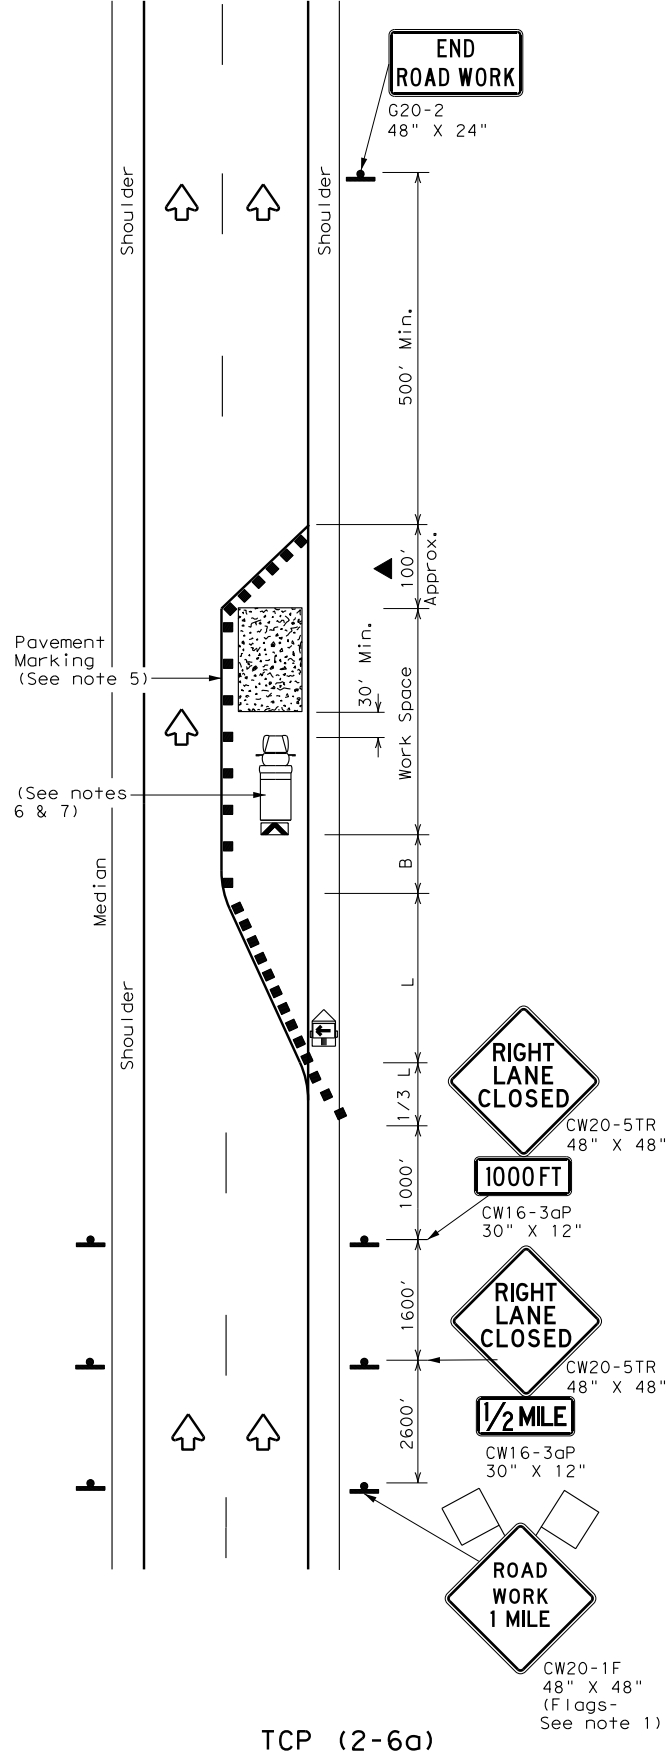 END
ROAD WORK
G20-2
48" X 24"
Shoulder
Shoulder
500' Min.
100'
Approx.
Pavement
Marking
(See note 5)
30' Min.
Work Space
(See notes
6 & 7)
B
Median
Shoulder
L
1/3 L
RIGHT
LANE
CLOSED
CW20-5TR
48" X 48"
1000 FT
CW16-3aP
30" X 12"
1000'
1600'
RIGHT
LANE
CLOSED
CW20-5TR
48" X 48"
1/2 MILE
CW16-3aP
30" X 12"
2600'
ROAD
WORK
1 MILE
CW20-1F
48" X 48"
(Flags-
See note 1)
TCP (2-6a)